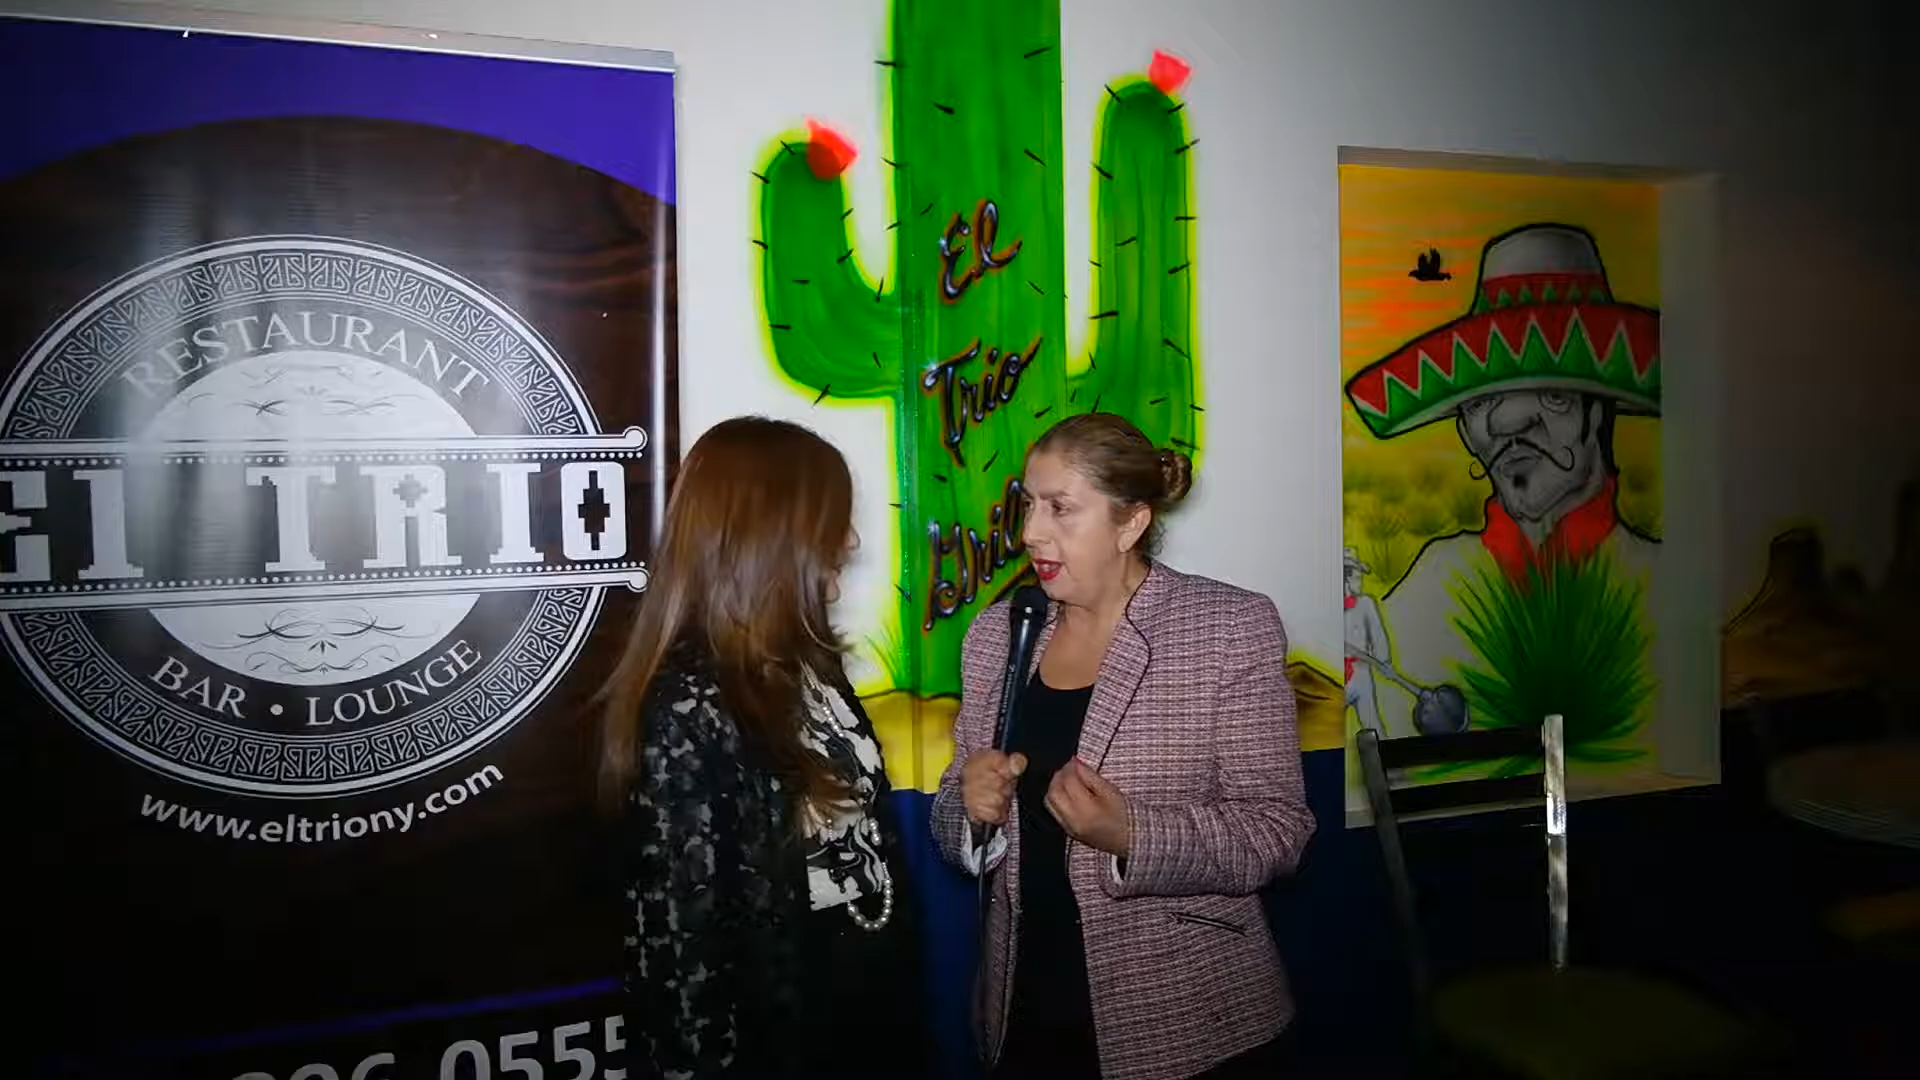 RESTAURANT
El TRIO
BAR • LOUNGE
www.eltriony.com
0555
El
Trio